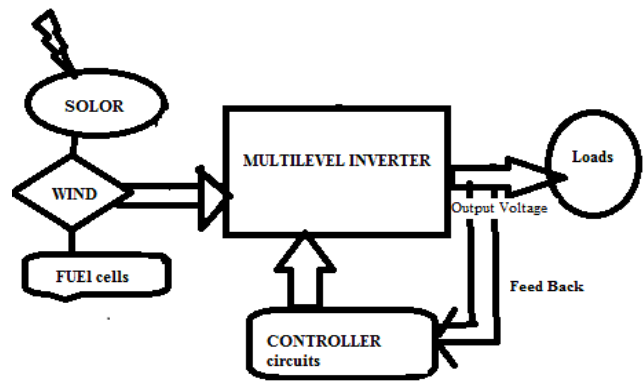 SOLOR
MULTILEVEL INVERTER
Loads
WIND
Output Voltage
FUEl cells
Feed Back
CONTROLLER
circuits